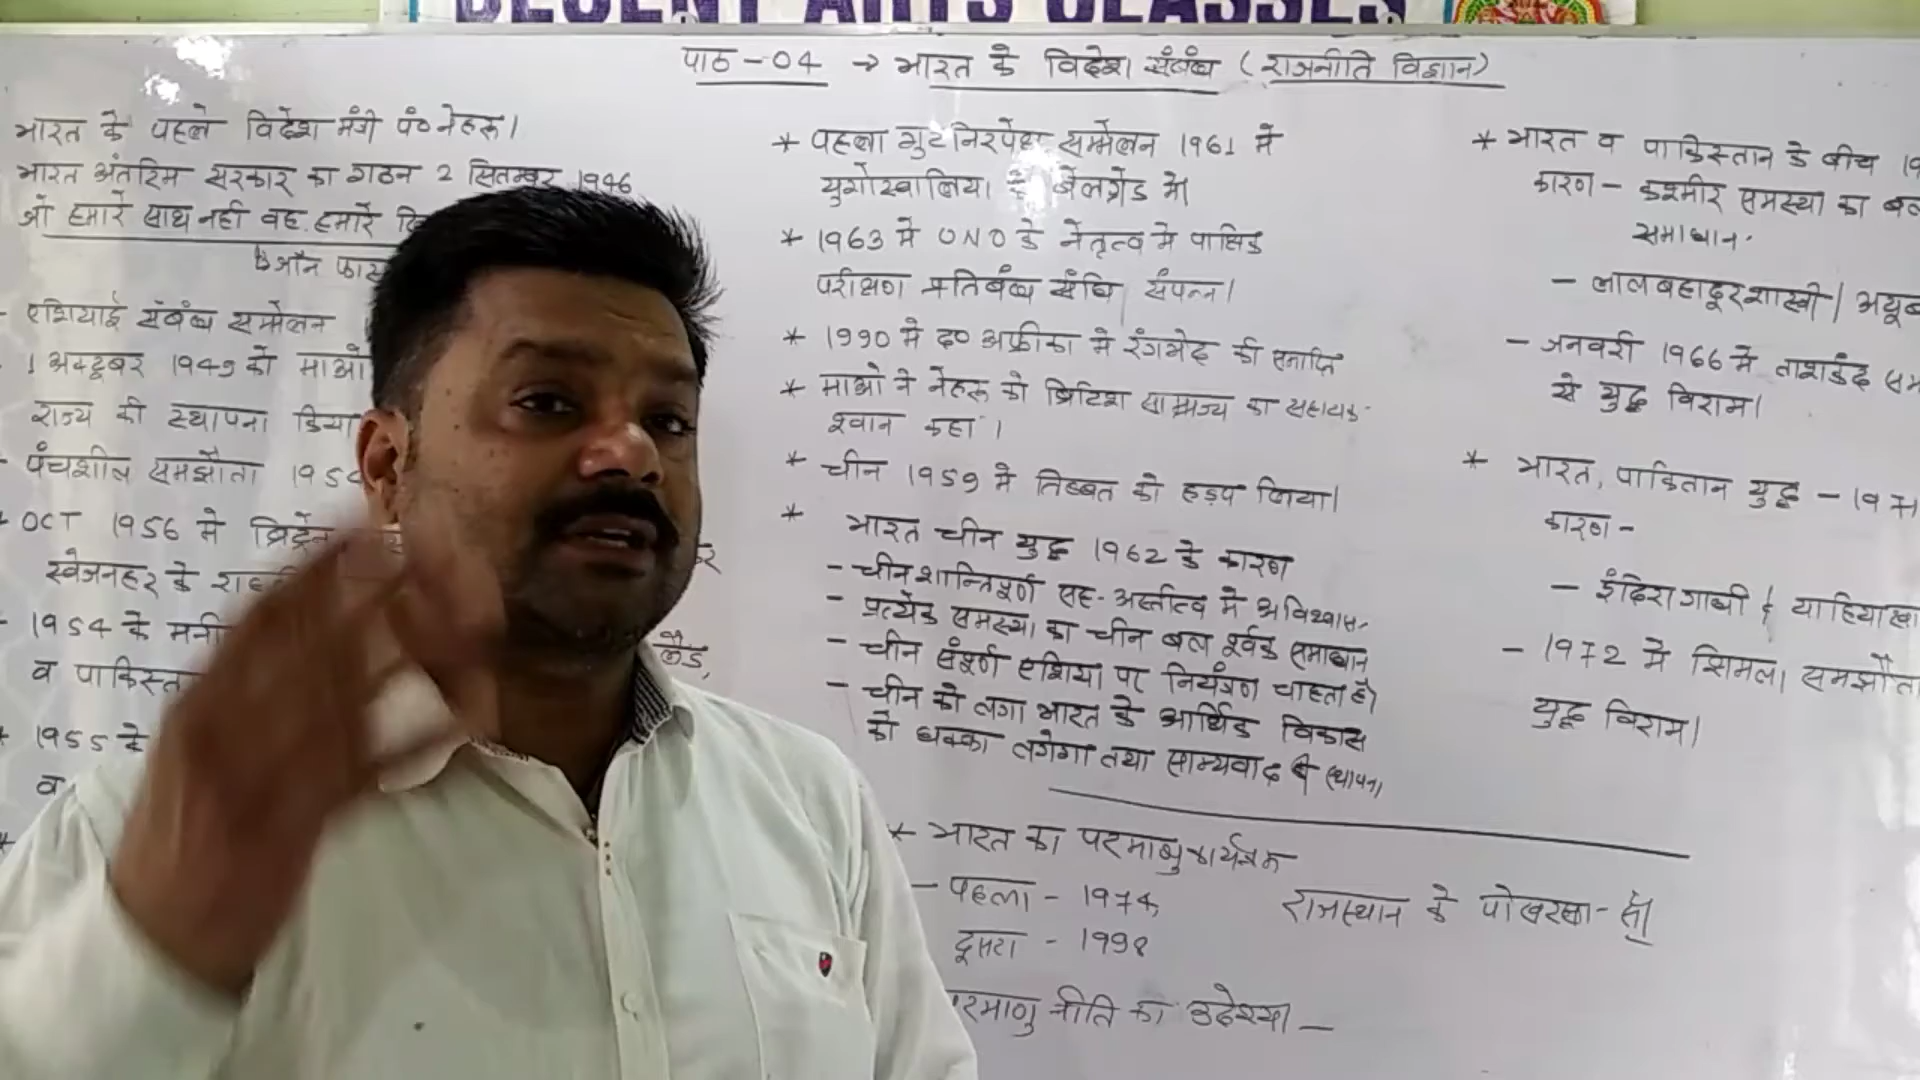 DECENT ARTS CLASSES
पाठ-04 → भारत के विदेश संबंध (राजनीति विज्ञान)
भारत के पहले विदेश मंत्री पं० नेहरू।
भारत अंतरिम सरकार का गठन 2 सितम्बर 1946
जो हमारे साथ नहीं वह हमारे
जॉन
- एशियाई संबंध सम्मेलन
1 अक्टूबर 1949 को माओ
राज्य की स्थापना किया
- पंचशील समझौता 1954
OCT 1956 में ब्रिटेन
स्वेजनहर के
- 1954 के
व
* 1955 के
व
* पहला गुटनिरपेक्ष सम्मेलन 1961 में
युगोस्वालिया के बेलग्रेड में।
* 1963 में UNO के नेतृत्व में
परीक्षण प्रतिबंध संधि संपन्न।
* 1990 में द० अफ्रीका में रंगभेद की समाप्ति
* माओ ने नेहरू को ब्रिटिश साम्राज्य का सहायक
श्वान कहा।
* चीन 1959 में तिब्बत को हड़प लिया।
* भारत चीन युद्ध 1962 के कारण
- चीन शान्तिपूर्ण सह-अस्तीत्व में अविश्वास
- प्रत्येक समस्या का चीन बल पूर्वक समाधान
- चीन संपूर्ण एशिया पर नियंत्रण चाहता है।
- चीन को लगा भारत के आर्थिक विकास
को धक्का लगेगा तथा साम्यवाद की स्थापना
* भारत का परमाणु कार्यक्रम
- पहला - 1974
राजस्थान के पोखरण - में।
दूसरा - 1998
परमाणु नीति का उदेश्य -
* भारत व पाकिस्तान के बीच
कारण - कश्मीर समस्या का
समाधान
- लालबहादूर शास्त्री /
- जनवरी 1966 में ताशकंद
से युद्ध विराम।
* भारत, पाकितान युद्ध - 1971
कारण -
- इंदिरा गाधी
- 1972 में शिमला समझौता
युद्ध विराम।